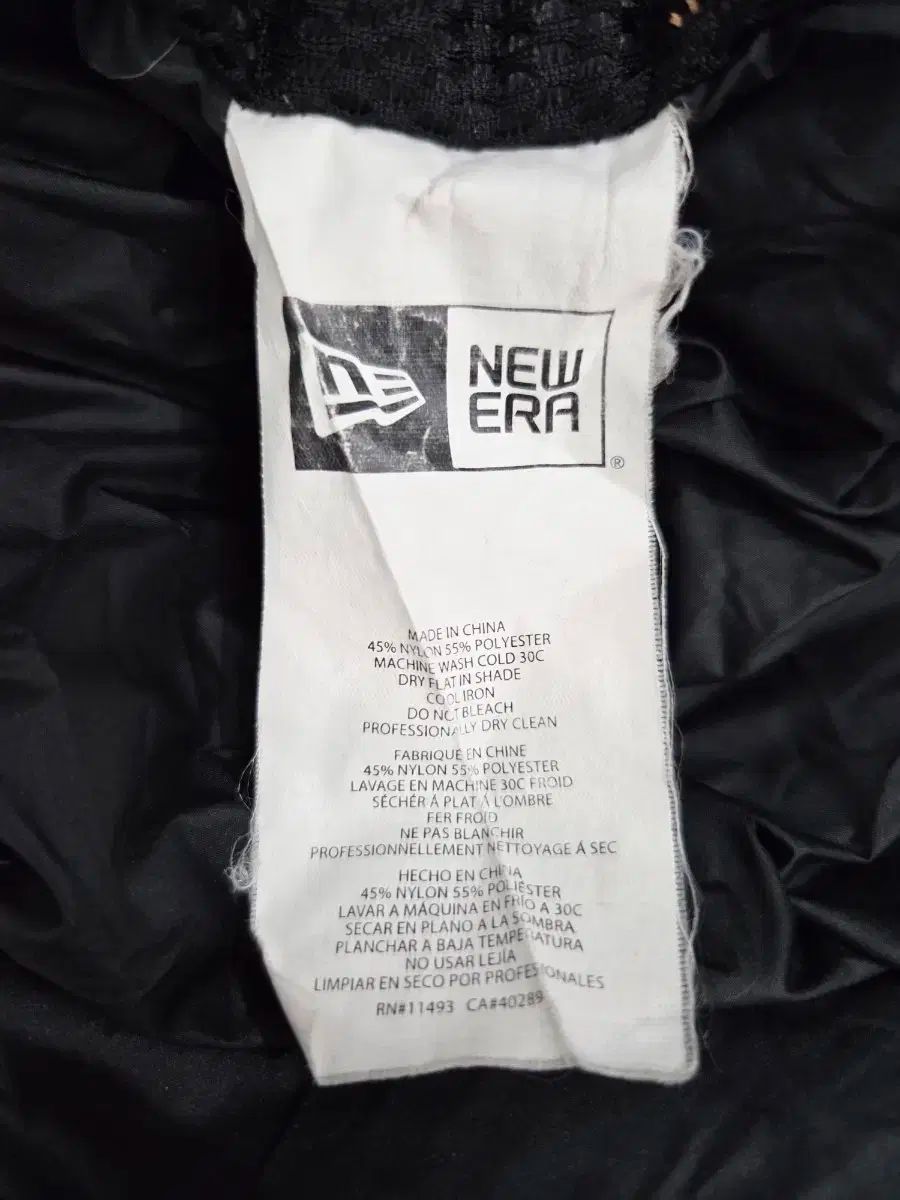 NEW
ERA
®
MADE IN CHINA
45% NYLON 55% POLYESTER
MACHINE WASH COLD 30C
DRY FLAT IN SHADE
COOL IRON
DO NOT BLEACH
PROFESSIONALLY DRY CLEAN
FABRIQUÉ EN CHINE
45% NYLON 55% POLYESTER
LAVAGE EN MACHINE 30C FROID
SÉCHER Á PLAT Á L'OMBRE
FER FROID
NE PAS BLANCHIR
PROFESSIONNELLEMENT NETTOYAGE Á SEC
HECHO EN CHINA
45% NYLON 55% POLIÉSTER
LAVAR A MÁQUINA EN FRÍO A 30C
SECAR EN PLANO A LA SOMBRA
PLANCHAR A BAJA TEMPERATURA
NO USAR LEJÍA
LIMPIAR EN SECO POR PROFESIONALES
RN#11493 CA#40289